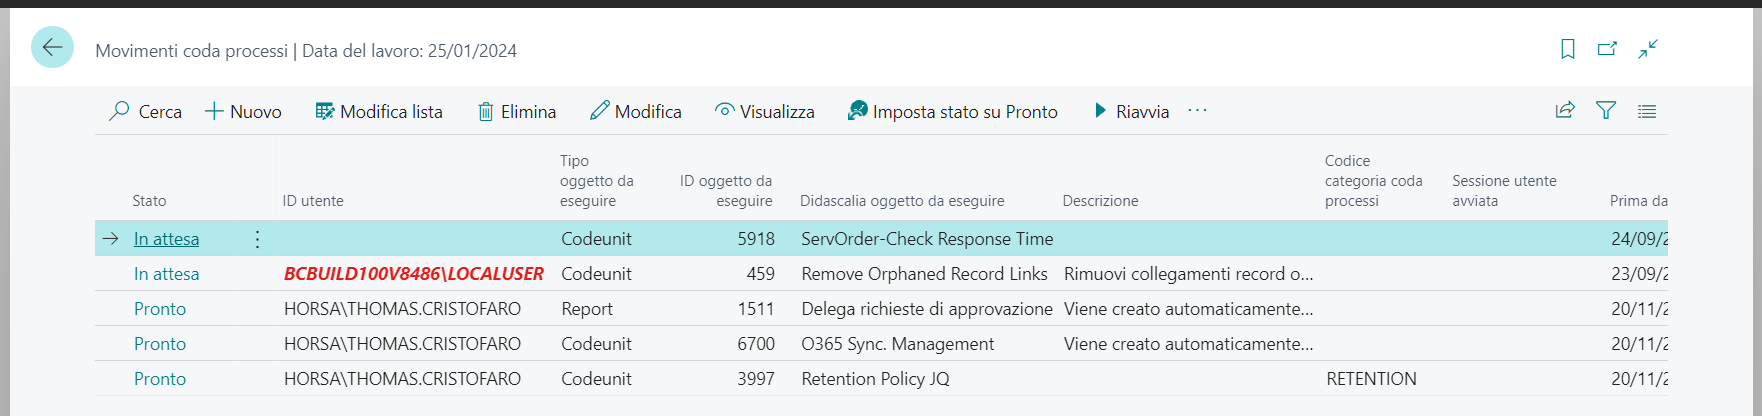 Movimenti coda processi | Data del lavoro: 25/01/2024
Cerca Nuovo Modifica lista Elimina Modifica Visualizza Imposta stato su Pronto Riavvia ...
Stato ID utente Tipo oggetto da eseguire ID oggetto da eseguire Didascalia oggetto da eseguire Descrizione Codice categoria coda processi Sessione utente avviata Prima da
In attesa Codeunit 5918 ServOrder-Check Response Time 24/09/2
In attesa BCBUILD100V8486\LOCALUSER Codeunit 459 Remove Orphaned Record Links Rimuovi collegamenti record o... 23/09/2
Pronto HORSA\THOMAS.CRISTOFARO Report 1511 Delega richieste di approvazione Viene creato automaticamente... 20/11/2
Pronto HORSA\THOMAS.CRISTOFARO Codeunit 6700 O365 Sync. Management Viene creato automaticamente... 20/11/2
Pronto HORSA\THOMAS.CRISTOFARO Codeunit 3997 Retention Policy JQ RETENTION 20/11/2